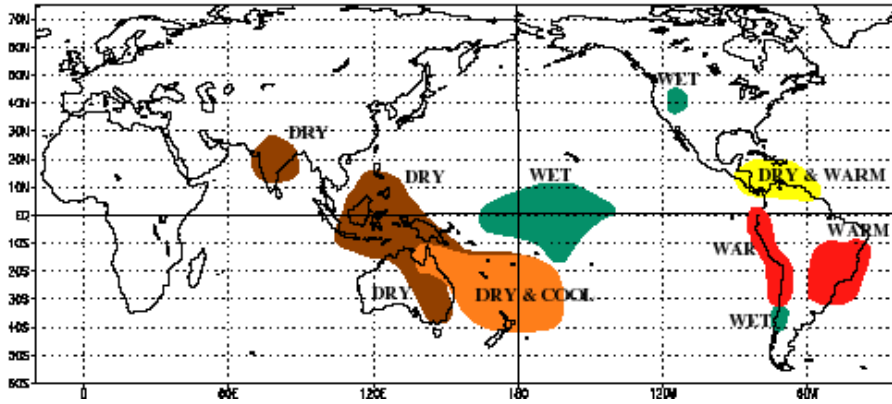 70N
60N
50N
40N
30N
20N
10N
EQ
10S
20S
30S
40S
50S
60S
WET
DRY
DRY
WET
DRY & WARM
WARM
WAR
DRY
DRY & COOL
WET
0
60E
120E
180
120W
60W